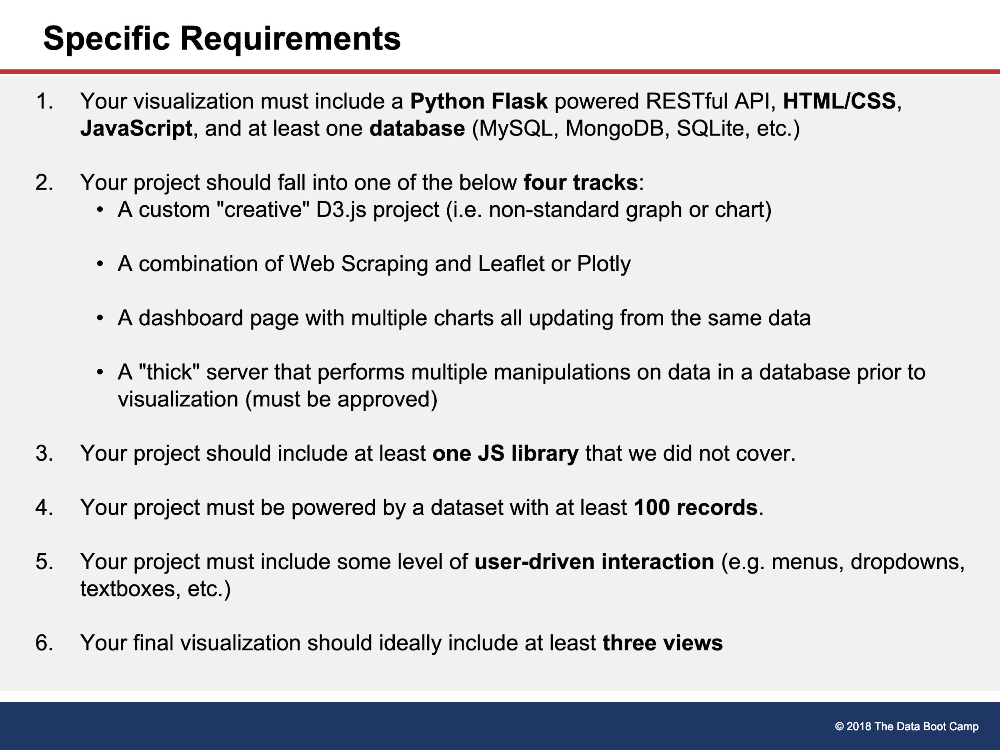 Specific Requirements
1. Your visualization must include a Python Flask powered RESTful API, HTML/CSS,
JavaScript, and at least one database (MySQL, MongoDB, SQLite, etc.)
2. Your project should fall into one of the below four tracks:
• A custom "creative" D3.js project (i.e. non-standard graph or chart)
• A combination of Web Scraping and Leaflet or Plotly
• A dashboard page with multiple charts all updating from the same data
• A "thick" server that performs multiple manipulations on data in a database prior to
visualization (must be approved)
3. Your project should include at least one JS library that we did not cover.
4. Your project must be powered by a dataset with at least 100 records.
5. Your project must include some level of user-driven interaction (e.g. menus, dropdowns,
textboxes, etc.)
6. Your final visualization should ideally include at least three views
© 2018 The Data Boot Camp